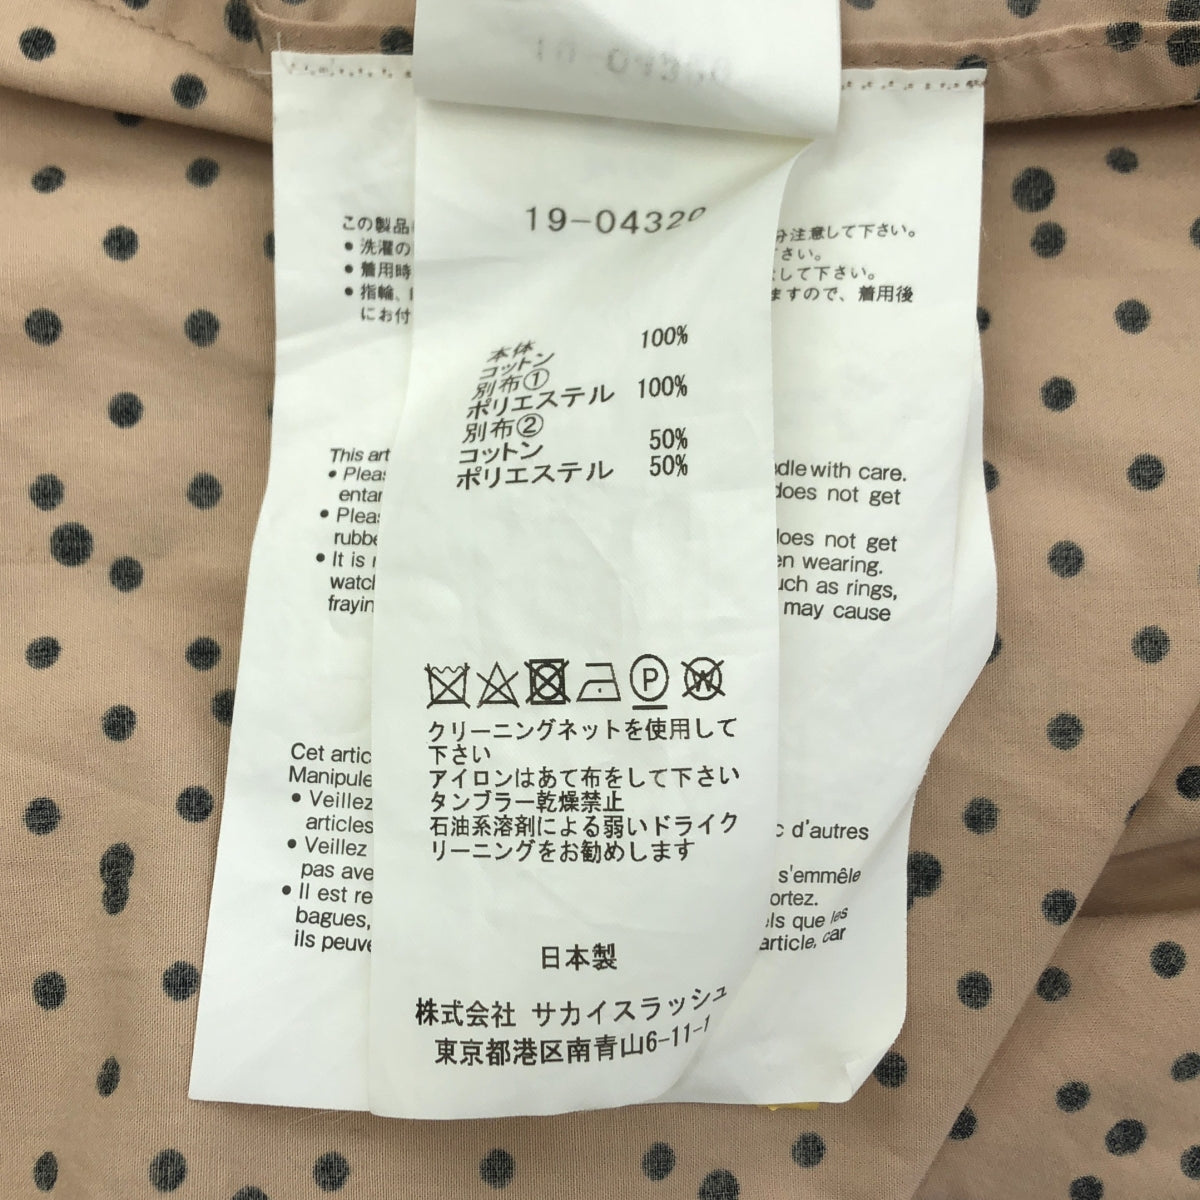 19-04320
本体
コットン 100%
別布①
ポリエステル 100%
別布②
コットン 50%
ポリエステル 50%
P
W
クリーニングネットを使用して
下さい
アイロンはあて布をして下さい
タンブラー乾燥禁止
石油系溶剤による弱いドライク
リーニングをお勧めします
日本製
株式会社 サカイスラッシュ
東京都港区南青山6-11-1
この製品 分注意して下さい。
● 洗濯の さい。
● 着用時 して下さい。
● 指輪、 ますので、着用後
にお付
This art dle with care.
● Pleas does not get
entan
● Pleas does not get
rubbe en wearing.
● It is uch as rings,
watch may cause
frayin
Cet artic c d'autres
Manipule
● Veillez s'emmêle
articles
● Veillez ortez.
pas ave
● Il est re els que les
bagues, article, car
ils peuve